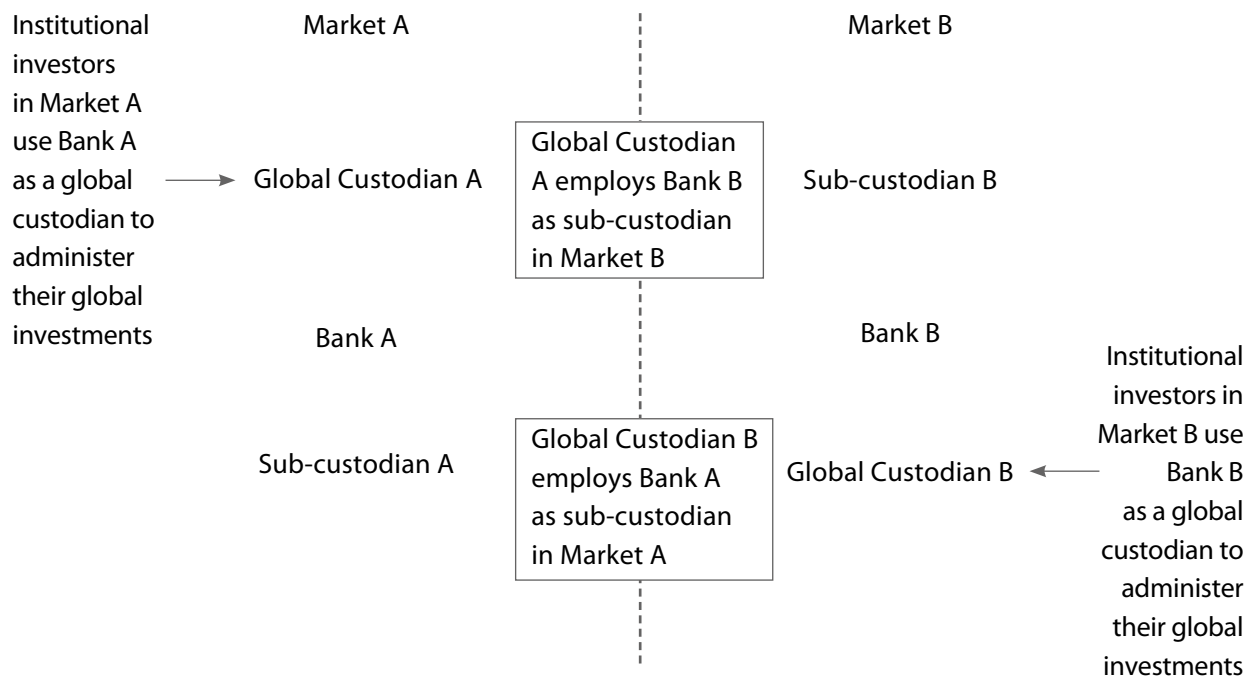 Institutional
investors
in Market A
use Bank A
as a global
custodian to
administer
their global
investments
Market A
Market B
Global Custodian A
Global Custodian
A employs Bank B
as sub-custodian
in Market B
Sub-custodian B
Bank A
Bank B
Sub-custodian A
Global Custodian B
employs Bank A
as sub-custodian
in Market A
Global Custodian B
Institutional
investors in
Market B use
Bank B
as a global
custodian to
administer
their global
investments